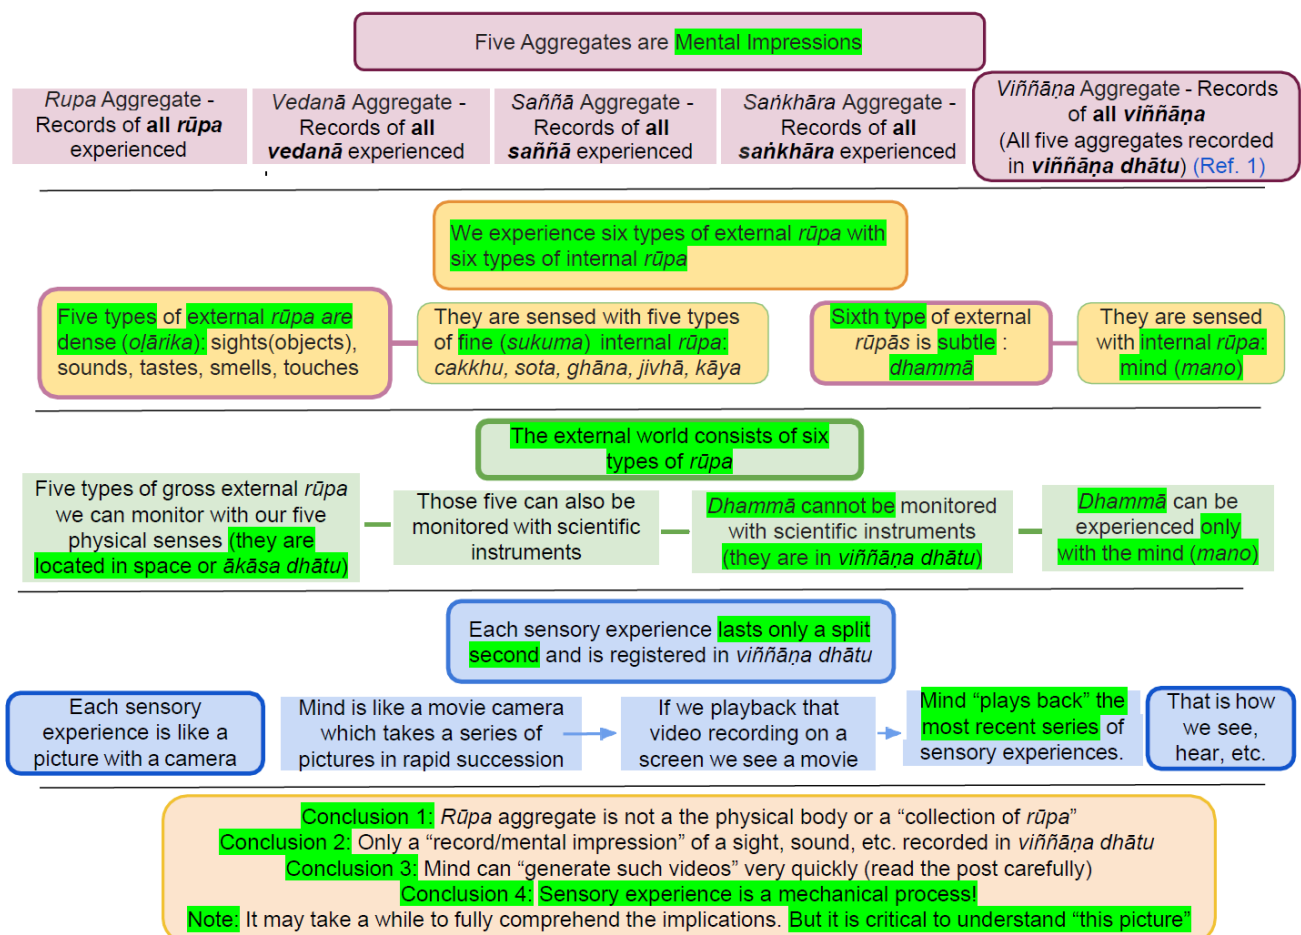 Five Aggregates are Mental Impressions
Rupa Aggregate -
Records of all rūpa
experienced
Vedanā Aggregate -
Records of all
vedanā experienced
Saññā Aggregate -
Records of all
saññā experienced
Saṅkhāra Aggregate -
Records of all
saṅkhāra experienced
Viññāṇa Aggregate - Records
of all viññāṇa
(All five aggregates recorded
in viññāṇa dhātu) (Ref. 1)
We experience six types of external rūpa with
six types of internal rūpa
Five types of external rūpa are
dense (oḷārika): sights(objects),
sounds, tastes, smells, touches
They are sensed with five types
of fine (sukuma) internal rūpa:
cakkhu, sota, ghāna, jivhā, kāya
Sixth type of external
rūpās is subtle :
dhammā
They are sensed
with internal rūpa:
mind (mano)
The external world consists of six
types of rūpa
Five types of gross external rūpa
we can monitor with our five
physical senses (they are
located in space or ākāsa dhātu)
Those five can also be
monitored with scientific
instruments
Dhammā cannot be monitored
with scientific instruments
(they are in viññāṇa dhātu)
Dhammā can be
experienced only
with the mind (mano)
Each sensory experience lasts only a split
second and is registered in viññāṇa dhātu
Each sensory
experience is like a
picture with a camera
Mind is like a movie camera
which takes a series of
pictures in rapid succession
If we playback that
video recording on a
screen we see a movie
Mind “plays back” the
most recent series of
sensory experiences.
That is how
we see,
hear, etc.
Conclusion 1: Rūpa aggregate is not a the physical body or a “collection of rūpa”
Conclusion 2: Only a “record/mental impression” of a sight, sound, etc. recorded in viññāṇa dhātu
Conclusion 3: Mind can “generate such videos” very quickly (read the post carefully)
Conclusion 4: Sensory experience is a mechanical process!
Note: It may take a while to fully comprehend the implications. But it is critical to understand “this picture”